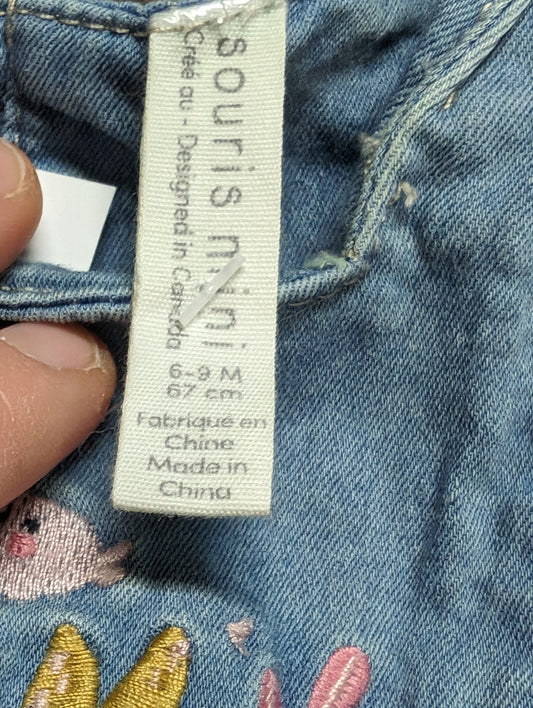 souris mini
Créé au - Designed in Canada
6-9 M
67 cm
Fabriqué en
Chine
Made in
China